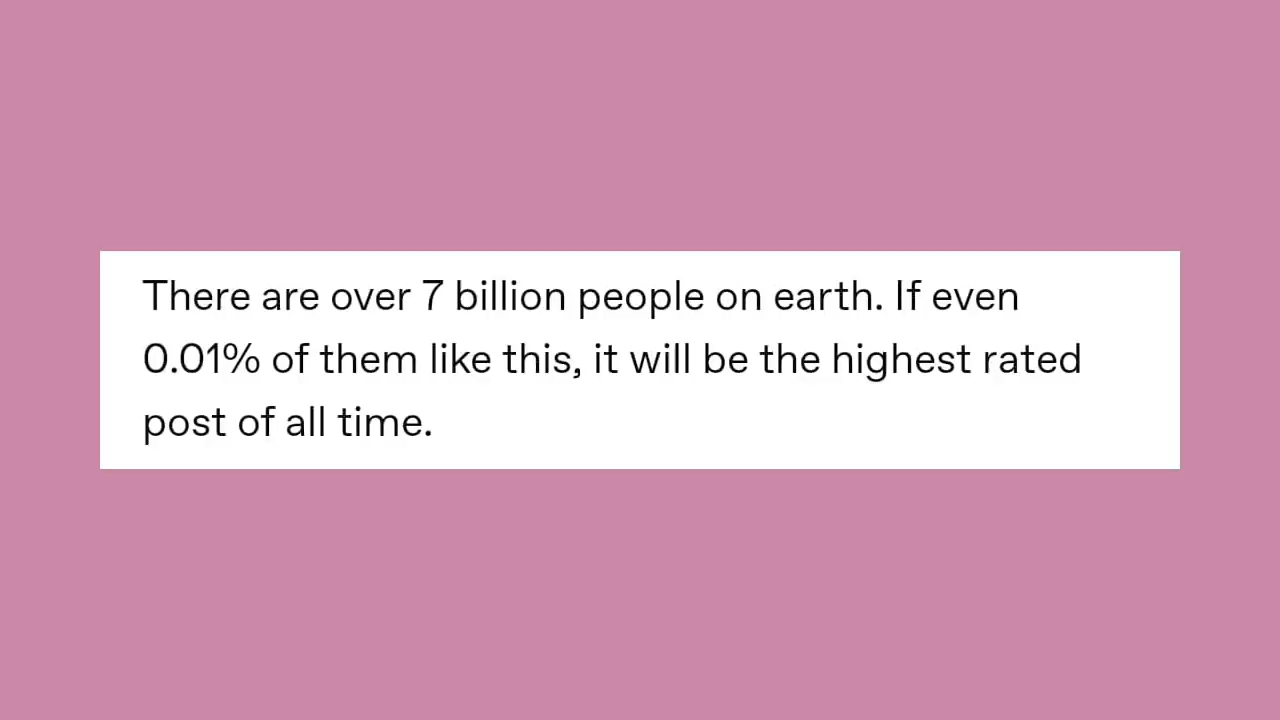 There are over 7 billion people on earth. If even
0.01% of them like this, it will be the highest rated
post of all time.